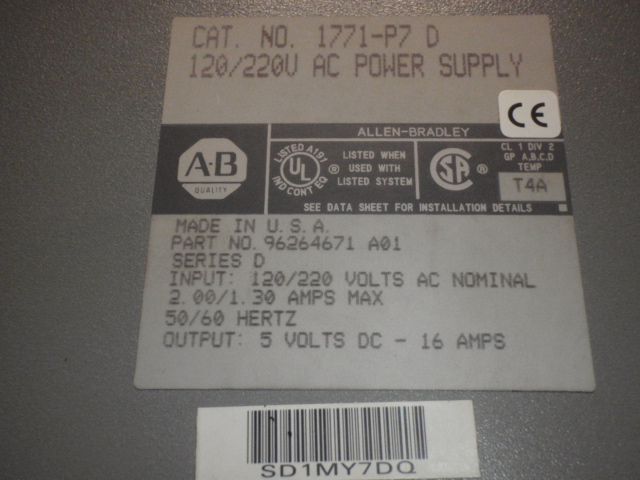 CAT. NO. 1771-P7 D
120/220V AC POWER SUPPLY
CE
ALLEN-BRADLEY
A-B
QUALITY
LISTED A191
UL
®
IND CONT EQ
LISTED WHEN
USED WITH
LISTED SYSTEM
SA
®
CL 1 DIV 2
GP A,B,C,D
TEMP
T4A
SEE DATA SHEET FOR INSTALLATION DETAILS
MADE IN U.S.A.
PART NO. 96264671 A01
SERIES D
INPUT: 120/220 VOLTS AC NOMINAL
2.00/1.30 AMPS MAX
50/60 HERTZ
OUTPUT: 5 VOLTS DC - 16 AMPS
SD1MY7DQ